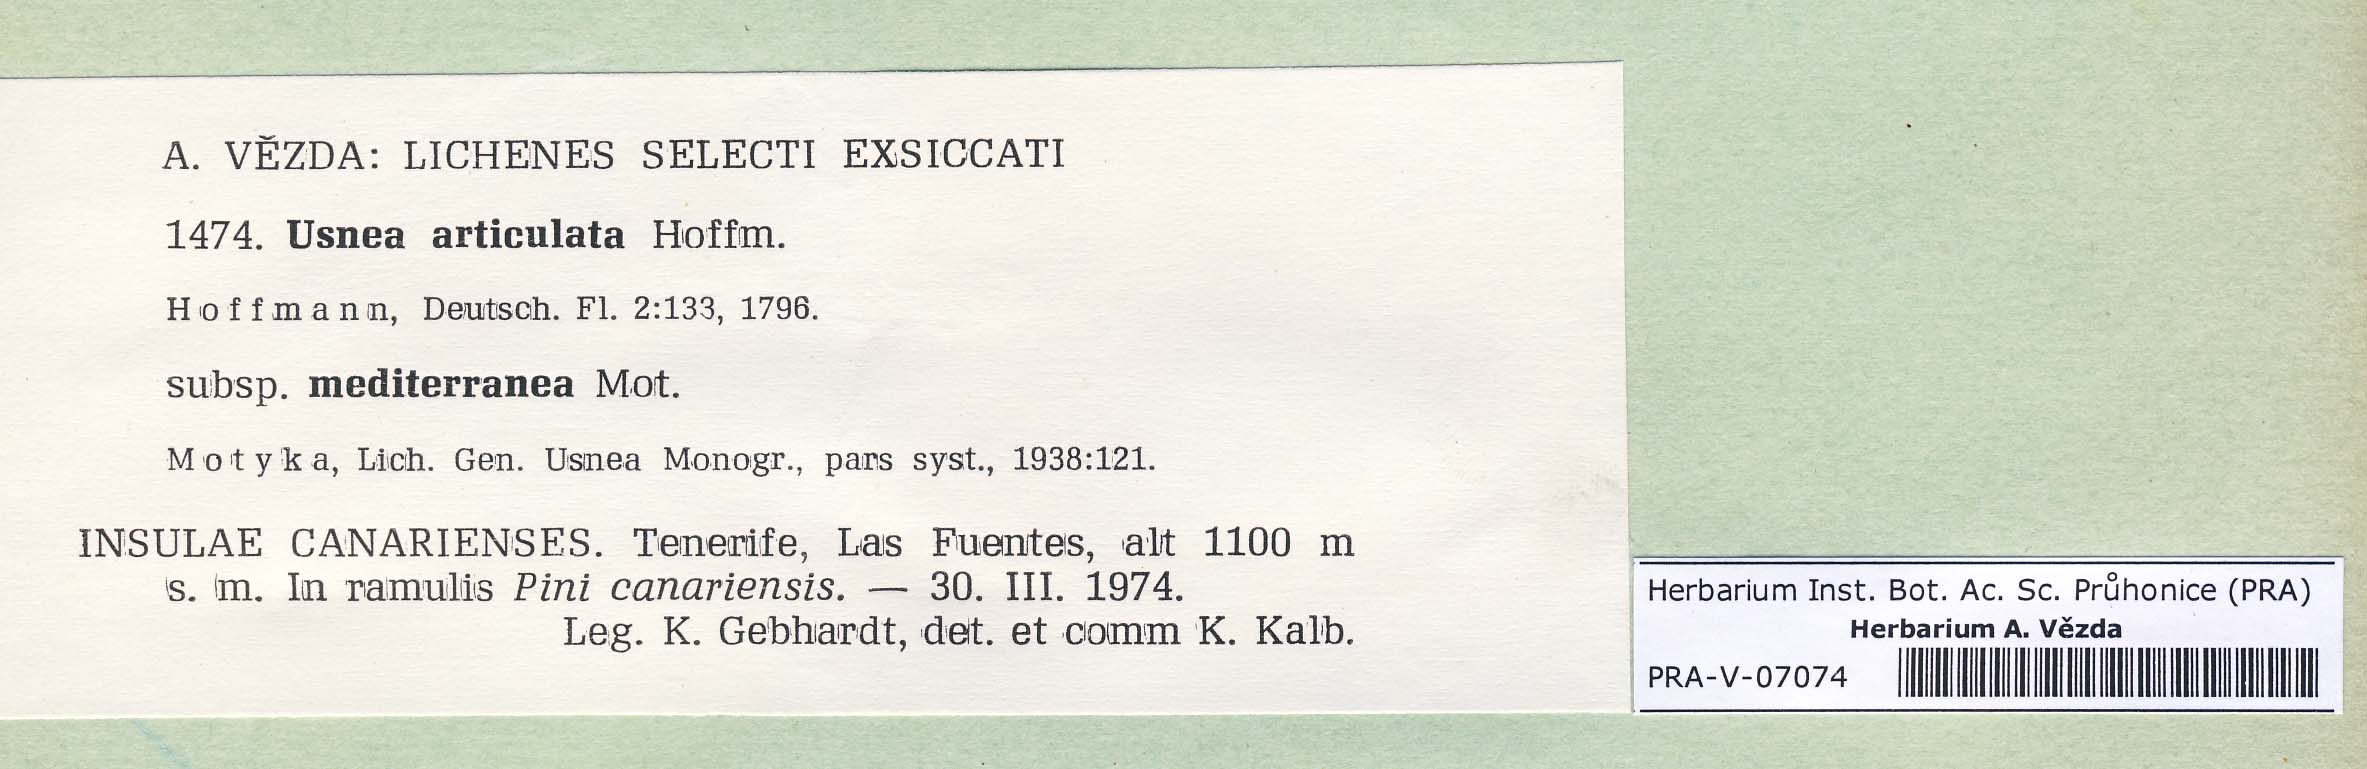 A. VĚZDA: LICHENES SELECTI EXSICCATI
1474. Usnea articulata Hoffm.
Hoffmann, Deutsch. Fl. 2:133, 1796.
subsp. mediterranea Mot.
Motyka, Lich. Gen. Usnea Monogr., pars syst., 1938:121.
INSULAE CANARIENSES. Tenerife, Las Fuentes, alt 1100 m
s. m. In ramulis Pini canariensis. — 30. III. 1974.
Leg. K. Gebhardt, det. et comm K. Kalb.
Herbarium Inst. Bot. Ac. Sc. Průhonice (PRA)
Herbarium A. Vězda
PRA-V-07074